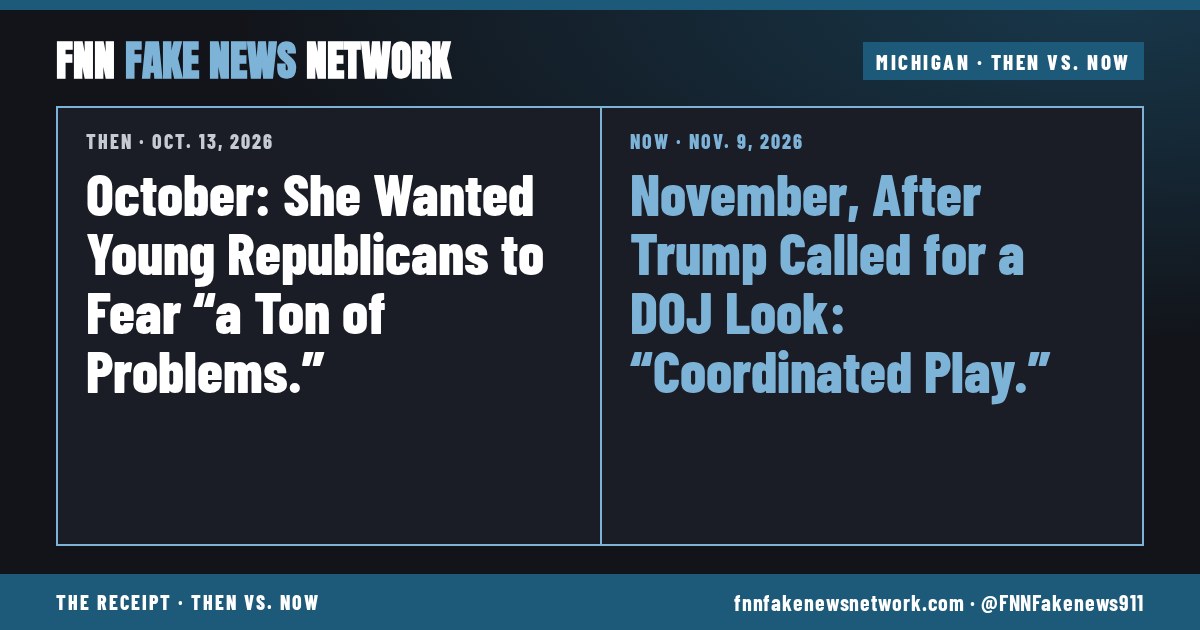 FNN FAKE NEWS NETWORK
MICHIGAN · THEN VS. NOW
THEN · OCT. 13, 2026
October: She Wanted
Young Republicans to
Fear “a Ton of
Problems.”
NOW · NOV. 9, 2026
November, After
Trump Called for a
DOJ Look:
“Coordinated Play.”
THE RECEIPT · THEN VS. NOW
fnnfakenewsnetwork.com · @FNNFakenews911